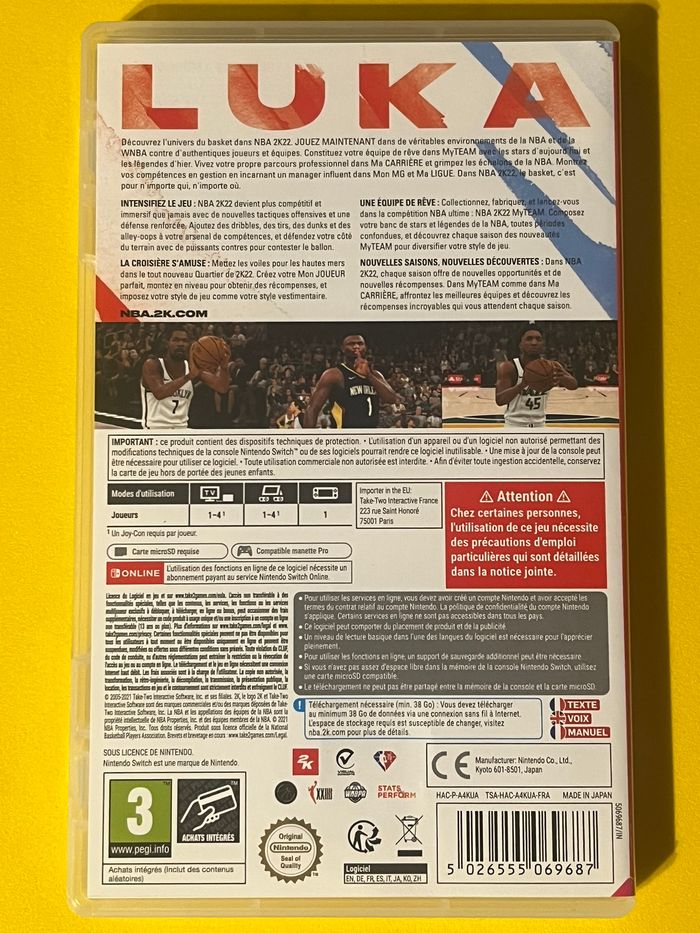 LUKA
Découvrez l'univers du basket dans NBA 2K22. JOUEZ MAINTENANT dans de véritables environnements de la NBA et de la
WNBA contre d'authentiques joueurs et équipes. Constituez votre équipe de rêve dans MyTEAM avec les stars d'aujourd'hui et
les légendes d'hier. Vivez votre propre parcours professionnel dans Ma CARRIÈRE et grimpez les échelons de la NBA. Montrez
vos compétences en gestion en incarnant un manager influent dans Mon MG et Ma LIGUE. Dans NBA 2K22, le basket, c'est
pour n'importe qui, n'importe où.
INTENSIFIEZ LE JEU : NBA 2K22 devient plus compétitif et
immersif que jamais avec de nouvelles tactiques offensives et une
défense renforcée. Ajoutez des dribbles, des tirs, des dunks et des
alley-oops à votre arsenal de compétences, et défendez votre côté
du terrain avec de puissants contres pour contester le ballon.
LA CROISIÈRE S'AMUSE : Mettez les voiles pour les hautes mers
dans le tout nouveau Quartier de 2K22. Créez votre Mon JOUEUR
parfait, montez en niveau pour obtenir des récompenses, et
imposez votre style de jeu comme votre style vestimentaire.
NBA.2K.COM
UNE ÉQUIPE DE RÊVE : Collectionnez, fabriquez, et lancez-vous
dans la compétition NBA ultime : NBA 2K22 MyTEAM. Composez
votre banc de stars et légendes de la NBA, toutes périodes
confondues, et découvrez chaque saison des nouveautés
MyTEAM pour diversifier votre style de jeu.
NOUVELLES SAISONS, NOUVELLES DÉCOUVERTES : Dans NBA
2K22, chaque saison offre de nouvelles opportunités et de
nouvelles récompenses. Dans MyTEAM comme dans Ma
CARRIÈRE, affrontez les meilleures équipes et découvrez les
récompenses incroyables qui vous attendent chaque saison.
7
NEW ORLEANS
1
45
IMPORTANT : ce produit contient des dispositifs techniques de protection. • L'utilisation d'un appareil ou d'un logiciel non autorisé permettant des
modifications techniques de la console Nintendo Switch™ ou de ses logiciels pourrait rendre ce logiciel inutilisable. • Une mise à jour de la console peut
être nécessaire pour utiliser ce logiciel. • Toute utilisation commerciale non autorisée est interdite. • Afin d'éviter toute ingestion accidentelle, conservez
la carte de jeu hors de portée des jeunes enfants.
Modes d'utilisation TV
Joueurs 1-4¹ 1-4¹ 1
¹ Un Joy-Con requis par joueur.
Importer in the EU:
Take-Two Interactive France
223 rue Saint Honoré
75001 Paris
Attention
Chez certaines personnes,
l'utilisation de ce jeu nécessite
des précautions d'emploi
particulières qui sont détaillées
dans la notice jointe.
Carte microSD requise
Compatible manette Pro
ONLINE
L'utilisation des fonctions en ligne de ce logiciel nécessite un
abonnement payant au service Nintendo Switch Online.
• Pour utiliser les services en ligne, vous devez avoir créé un compte Nintendo et avoir accepté les
termes du contrat relatif au compte Nintendo. La politique de confidentialité du compte Nintendo
s'applique. Certains services en ligne ne sont pas accessibles dans tous les pays.
• Ce logiciel peut comporter du placement de produit et de la publicité.
• Un niveau de lecture basique dans l'une des langues du logiciel est nécessaire pour l'apprécier
pleinement.
• Pour utiliser les fonctions en ligne, un support de sauvegarde additionnel peut être nécessaire.
• Si vous n'avez pas assez d'espace libre dans la mémoire de la console Nintendo Switch, utilisez
une carte microSD compatible.
• Le téléchargement ne peut pas être partagé entre la mémoire de la console et la carte microSD.
Téléchargement nécessaire (min. 38 Go) : Vous devez télécharger
au minimum 38 Go de données via une connexion sans fil à Internet.
L'espace de stockage requis est susceptible de changer, visitez
nba.2k.com pour plus de détails.
TEXTE
VOIX
MANUEL
SOUS LICENCE DE NINTENDO.
Nintendo Switch est une marque de Nintendo.
2K
VISUAL
XXII
WNBPA
STATS
PERFORM
CE
Manufacturer: Nintendo Co., Ltd.,
Kyoto 601-8501, Japan
HAC-P-A4KUA TSA-HAC-A4KUA-FRA MADE IN JAPAN
3
www.pegi.info
ACHATS INTÉGRÉS
Achats intégrés (Inclut des contenus
aléatoires)
Original
Nintendo
Seal of
Quality
Logiciel
EN, DE, FR, ES, IT, JA, KO, ZH
5 026555 069687
5069687/IN